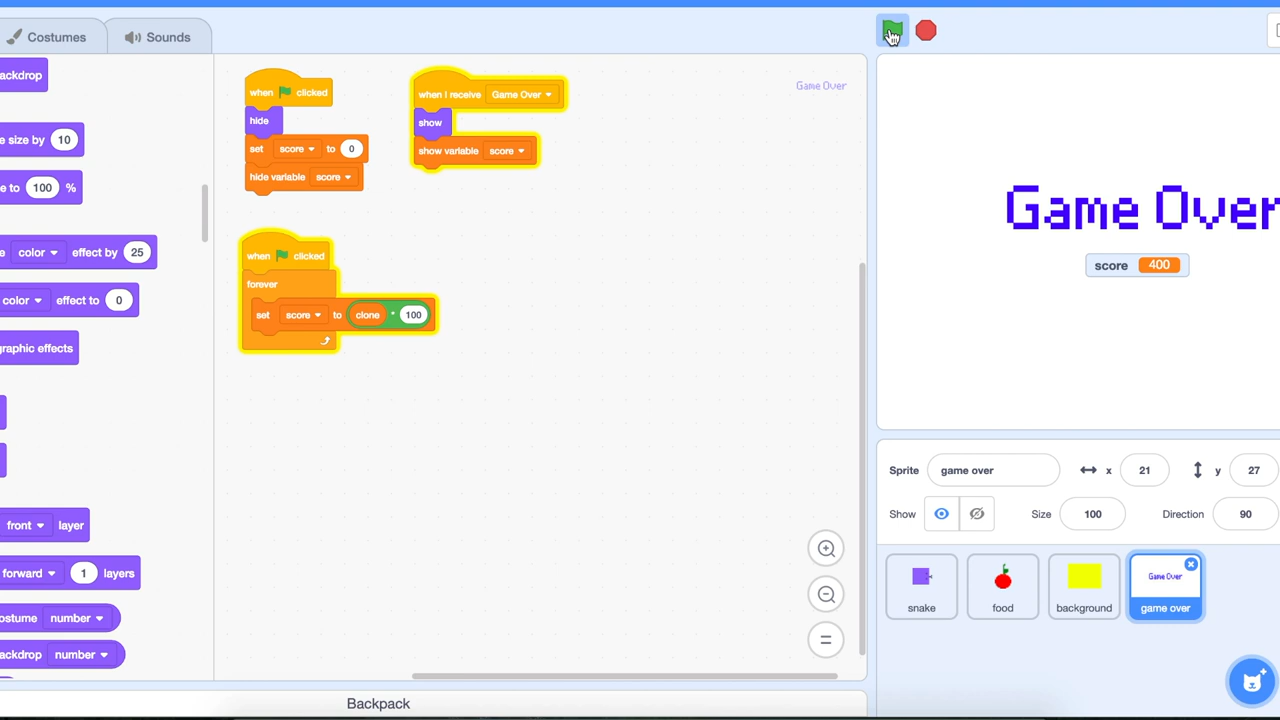 Costumes
Sounds
ackdrop
e size by 10
e to 100 %
e color effect by 25
color effect to 0
graphic effects
front layer
forward 1 layers
ostume number
ackdrop number
when clicked
hide
set score to 0
hide variable score
when I receive Game Over
show
show variable score
Game Over
when clicked
forever
set score to clone * 100
Backpack
Game Over
score 400
Sprite game over x 21 y 27
Show Size 100 Direction 90
snake
food
background
Game Over
game over